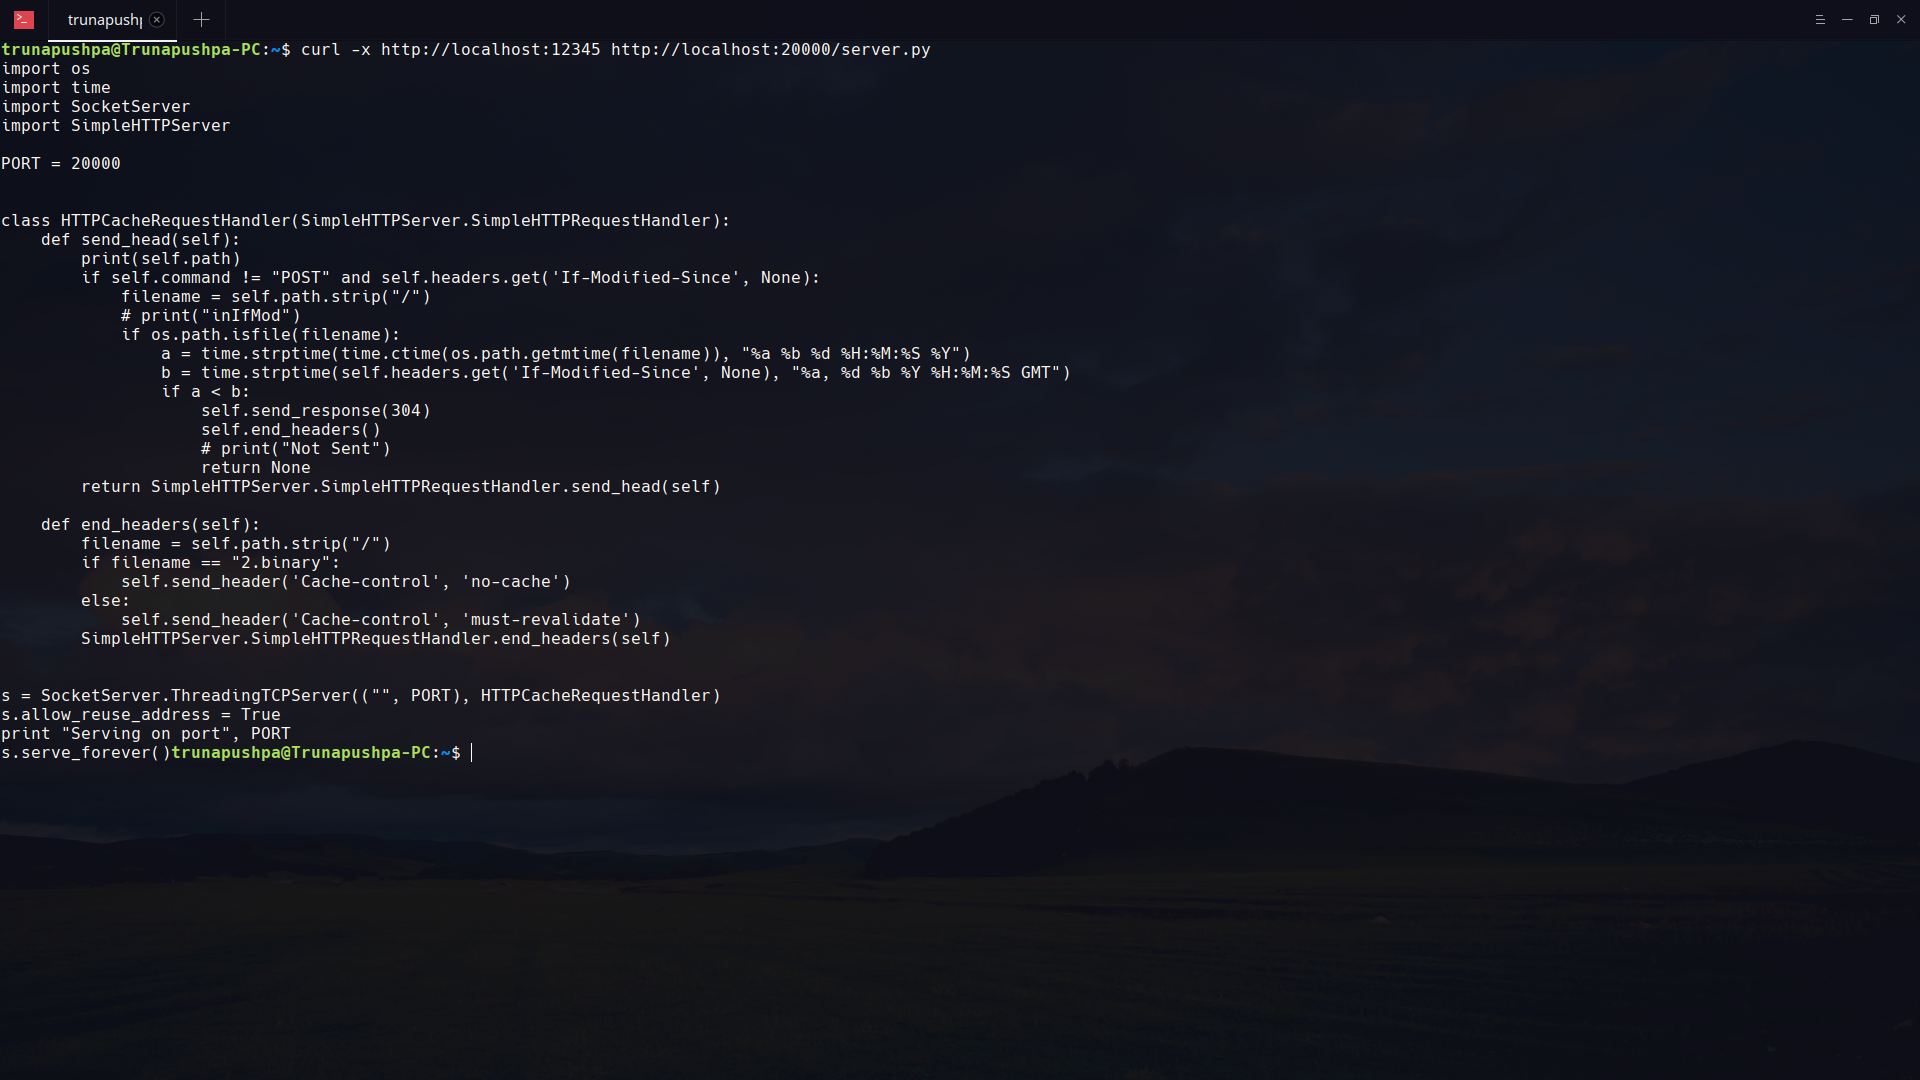 trunapushp
trunapushpa@Trunapushpa-PC:~$ curl -x http://localhost:12345 http://localhost:20000/server.py
import os
import time
import SocketServer
import SimpleHTTPServer

PORT = 20000


class HTTPCacheRequestHandler(SimpleHTTPServer.SimpleHTTPRequestHandler):
    def send_head(self):
        print(self.path)
        if self.command != "POST" and self.headers.get('If-Modified-Since', None):
            filename = self.path.strip("/")
            # print("inIfMod")
            if os.path.isfile(filename):
                a = time.strptime(time.ctime(os.path.getmtime(filename)), "%a %b %d %H:%M:%S %Y")
                b = time.strptime(self.headers.get('If-Modified-Since', None), "%a, %d %b %Y %H:%M:%S GMT")
                if a < b:
                    self.send_response(304)
                    self.end_headers()
                    # print("Not Sent")
                    return None
        return SimpleHTTPServer.SimpleHTTPRequestHandler.send_head(self)

    def end_headers(self):
        filename = self.path.strip("/")
        if filename == "2.binary":
            self.send_header('Cache-control', 'no-cache')
        else:
            self.send_header('Cache-control', 'must-revalidate')
        SimpleHTTPServer.SimpleHTTPRequestHandler.end_headers(self)


s = SocketServer.ThreadingTCPServer(("", PORT), HTTPCacheRequestHandler)
s.allow_reuse_address = True
print "Serving on port", PORT
s.serve_forever()trunapushpa@Trunapushpa-PC:~$